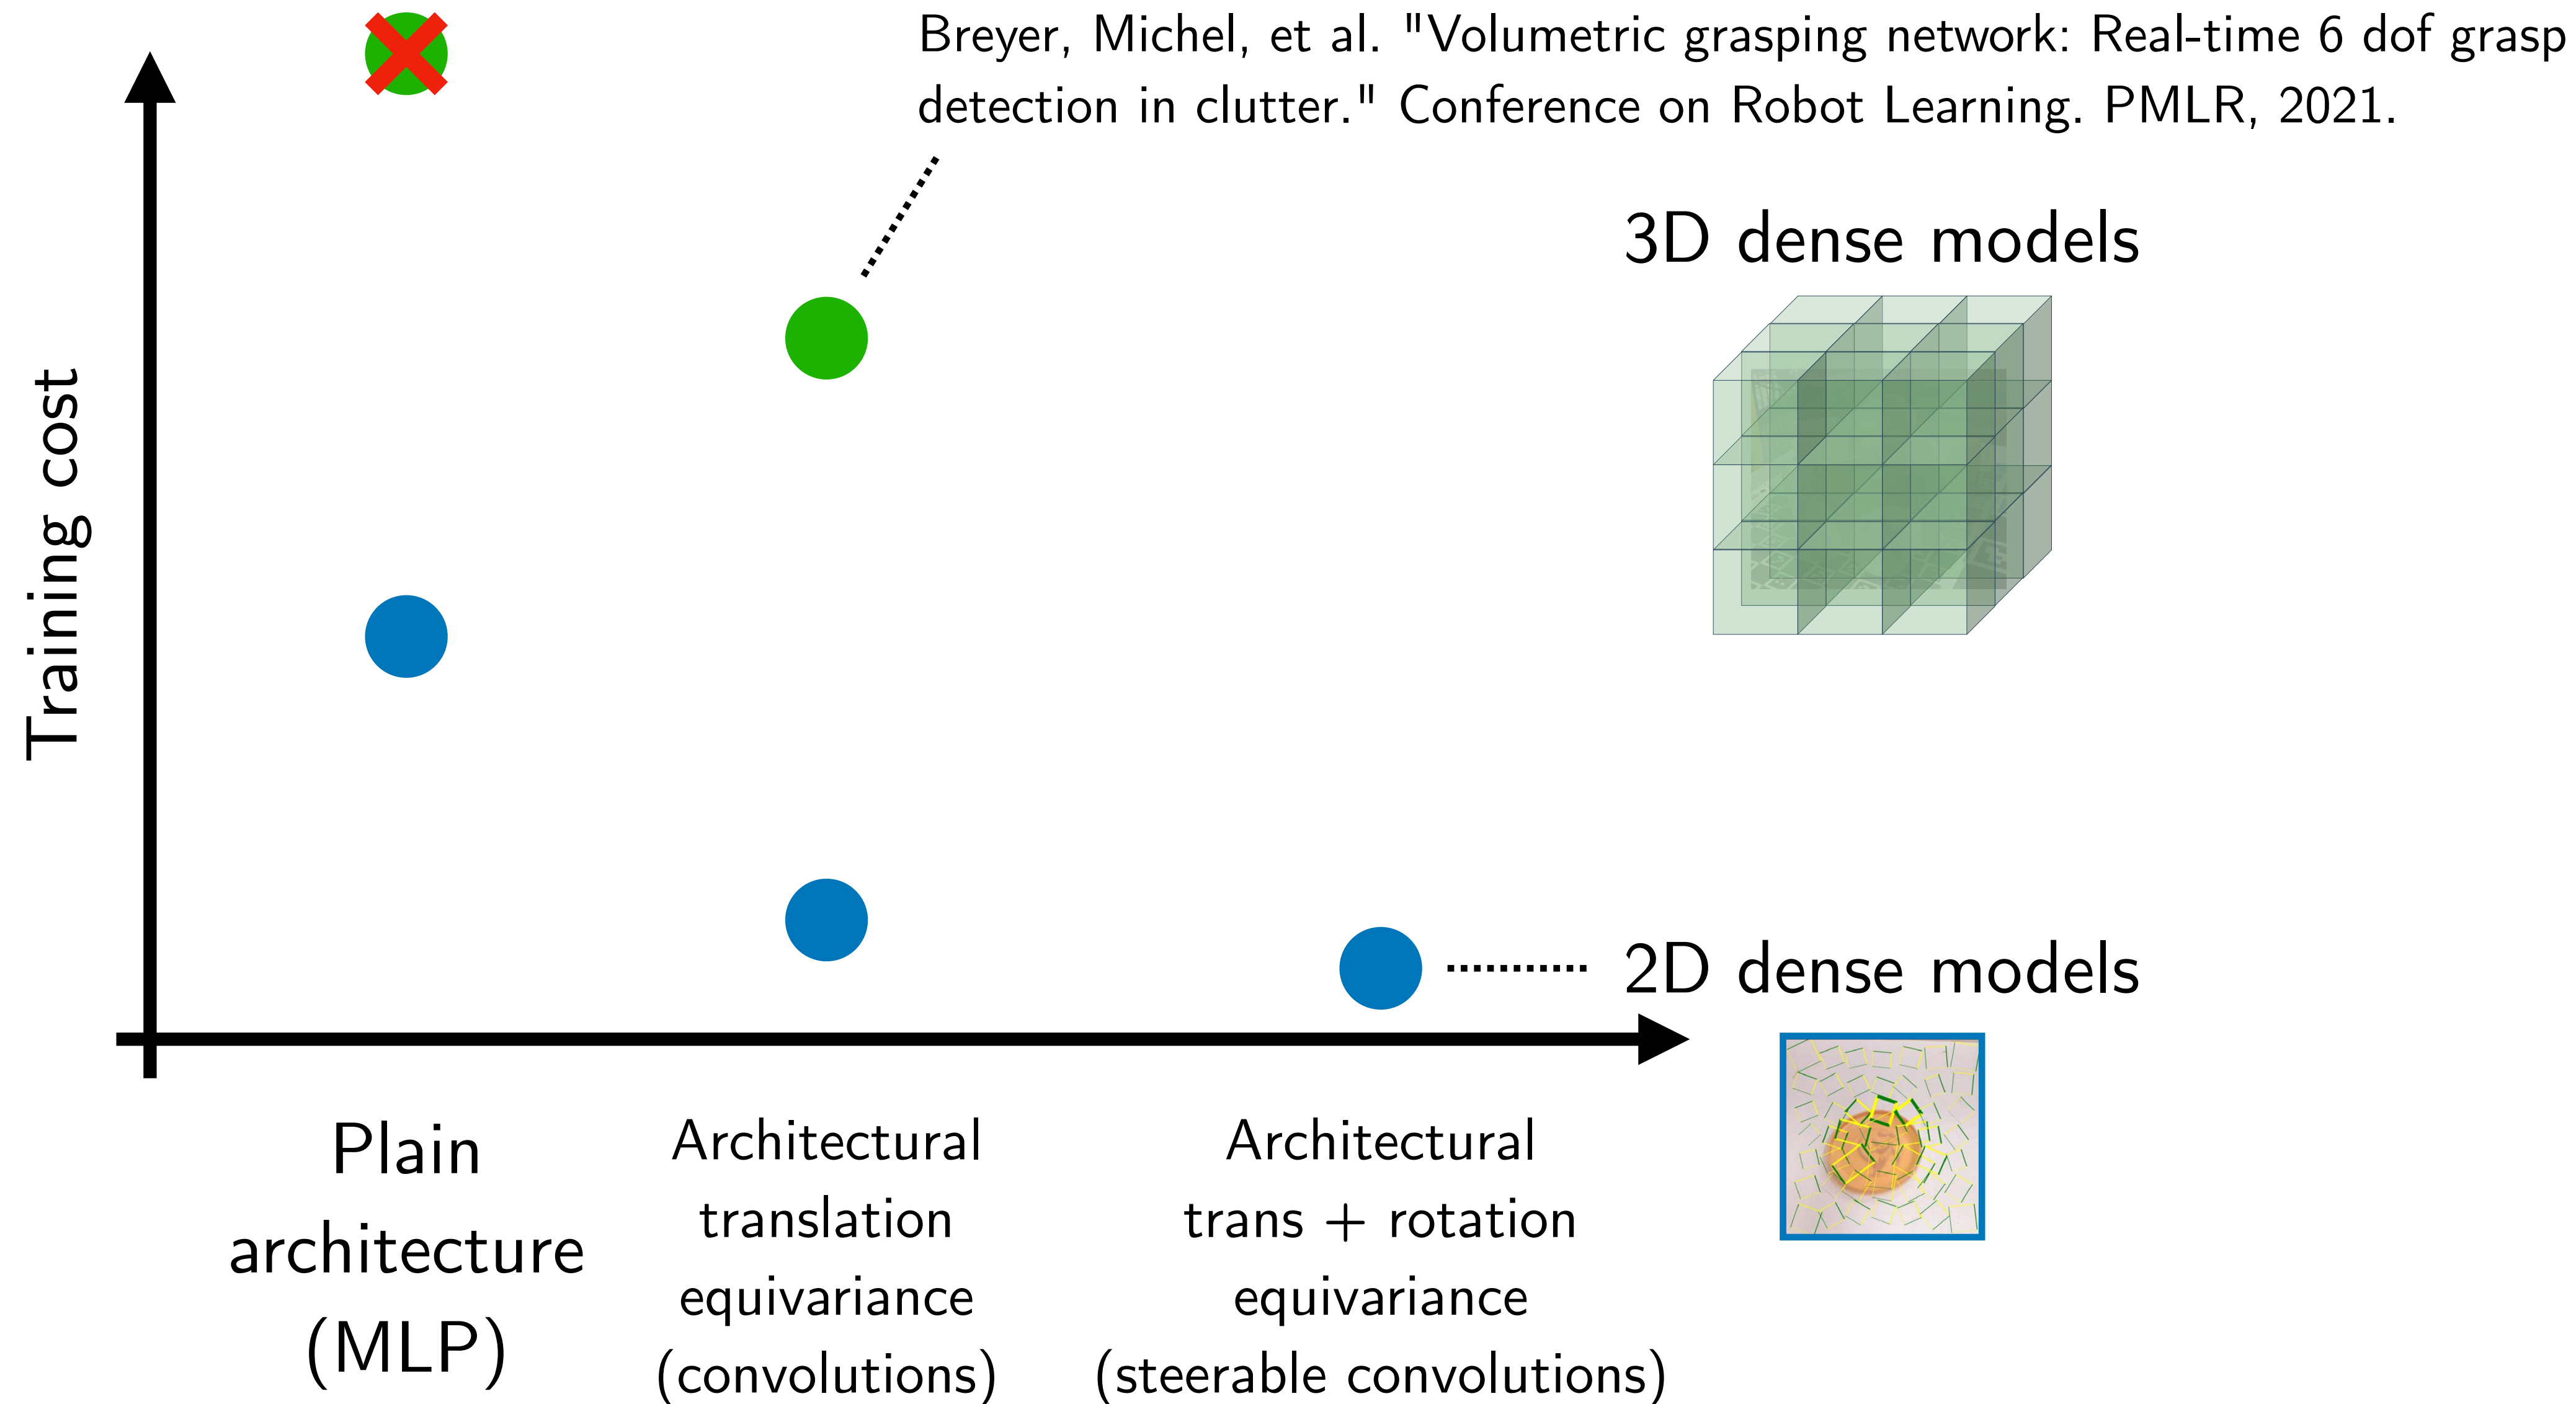 Breyer, Michel, et al. "Volumetric grasping network: Real-time 6 dof grasp
detection in clutter." Conference on Robot Learning. PMLR, 2021.
3D dense models
Training cost
2D dense models
Plain
architecture
(MLP)
Architectural
translation
equivariance
(convolutions)
Architectural
trans + rotation
equivariance
(steerable convolutions)